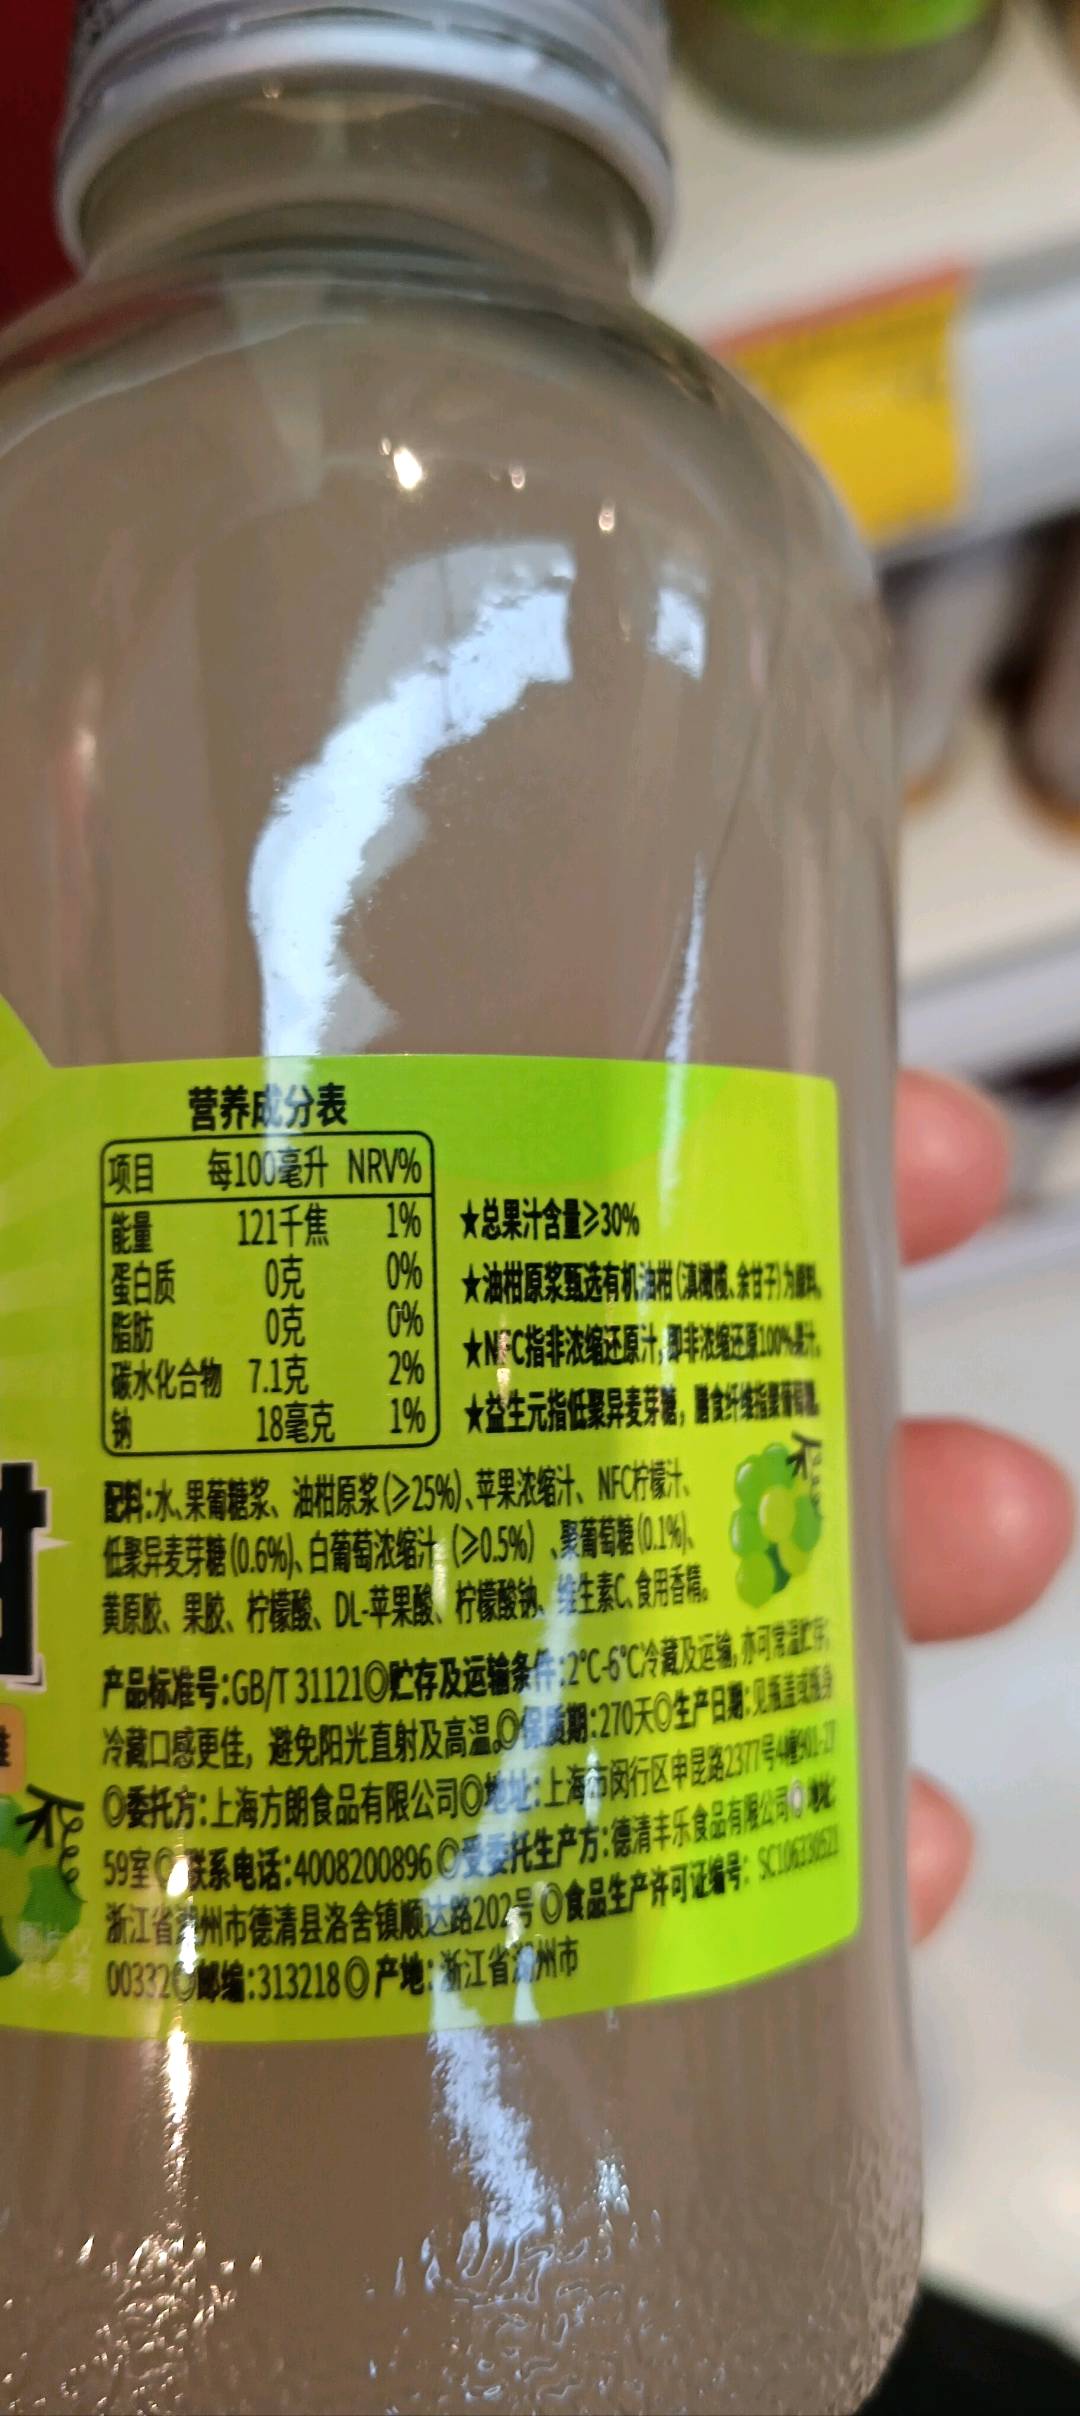 营养成分表
项目 每100毫升 NRV%
能量 121千焦 1%
蛋白质 0克 0%
脂肪 0克 0%
碳水化合物 7.1克 2%
钠 18毫克 1%
★总果汁含量≥30%
★油柑原浆甄选有机油柑(滇橄榄、余甘子)为原料。
★NFC指非浓缩还原汁,即非浓缩还原100%果汁。
★益生元指低聚异麦芽糖，膳食纤维指聚葡萄糖。
配料:水、果葡糖浆、油柑原浆(≥25%)、苹果浓缩汁、NFC柠檬汁、
低聚异麦芽糖(0.6%)、白葡萄浓缩汁(≥0.5%)、聚葡萄糖(0.1%)、
黄原胶、果胶、柠檬酸、DL-苹果酸、柠檬酸钠、维生素C、食用香精。
产品标准号:GB/T 31121◎贮存及运输条件:2°C-6°C冷藏及运输,亦可常温贮存;
冷藏口感更佳，避免阳光直射及高温。◎保质期:270天◎生产日期:见瓶盖或瓶身
◎委托方:上海方朗食品有限公司◎地址:上海市闵行区申昆路2377号4幢901-27
59室◎联系电话:4008200896◎受委托生产方:德清丰乐食品有限公司◎地址:
浙江省湖州市德清县洛舍镇顺达路202号◎食品生产许可证编号: SC106330521
00332◎邮编:313218◎产地:浙江省湖州市